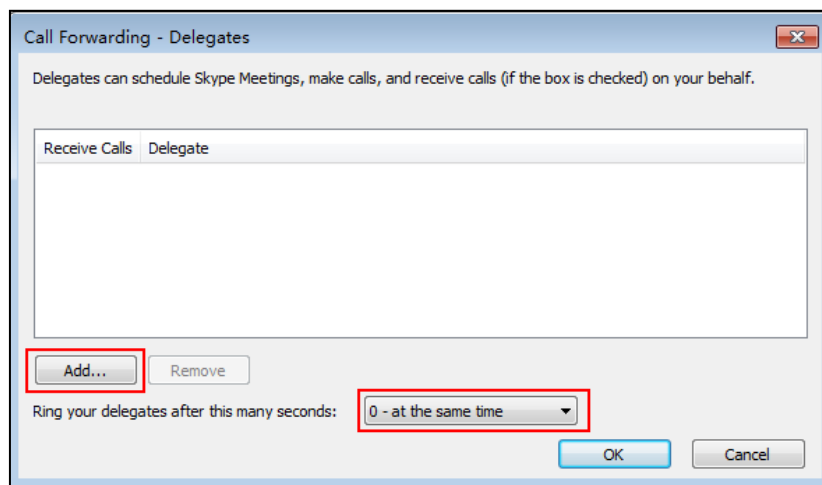 Call Forwarding - Delegates
Delegates can schedule Skype Meetings, make calls, and receive calls (if the box is checked) on your behalf.
Receive Calls Delegate
Add... Remove
Ring your delegates after this many seconds: 0 - at the same time
OK Cancel